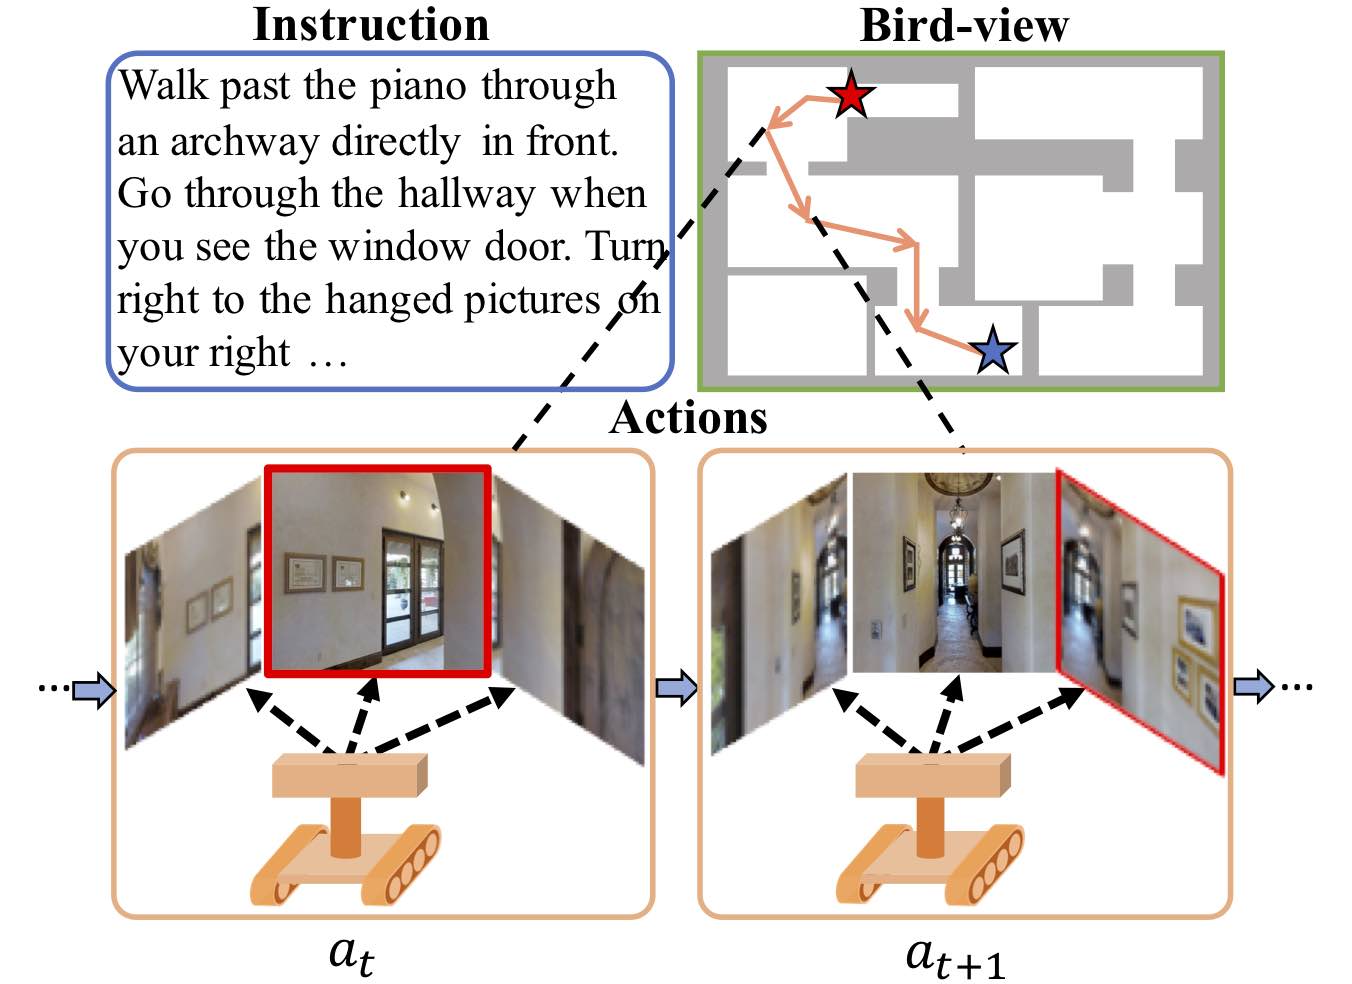 Instruction
Walk past the piano through
an archway directly in front.
Go through the hallway when
you see the window door. Turn
right to the hanged pictures on
your right …
Bird-view
Actions
...
...
a_t
a_{t+1}